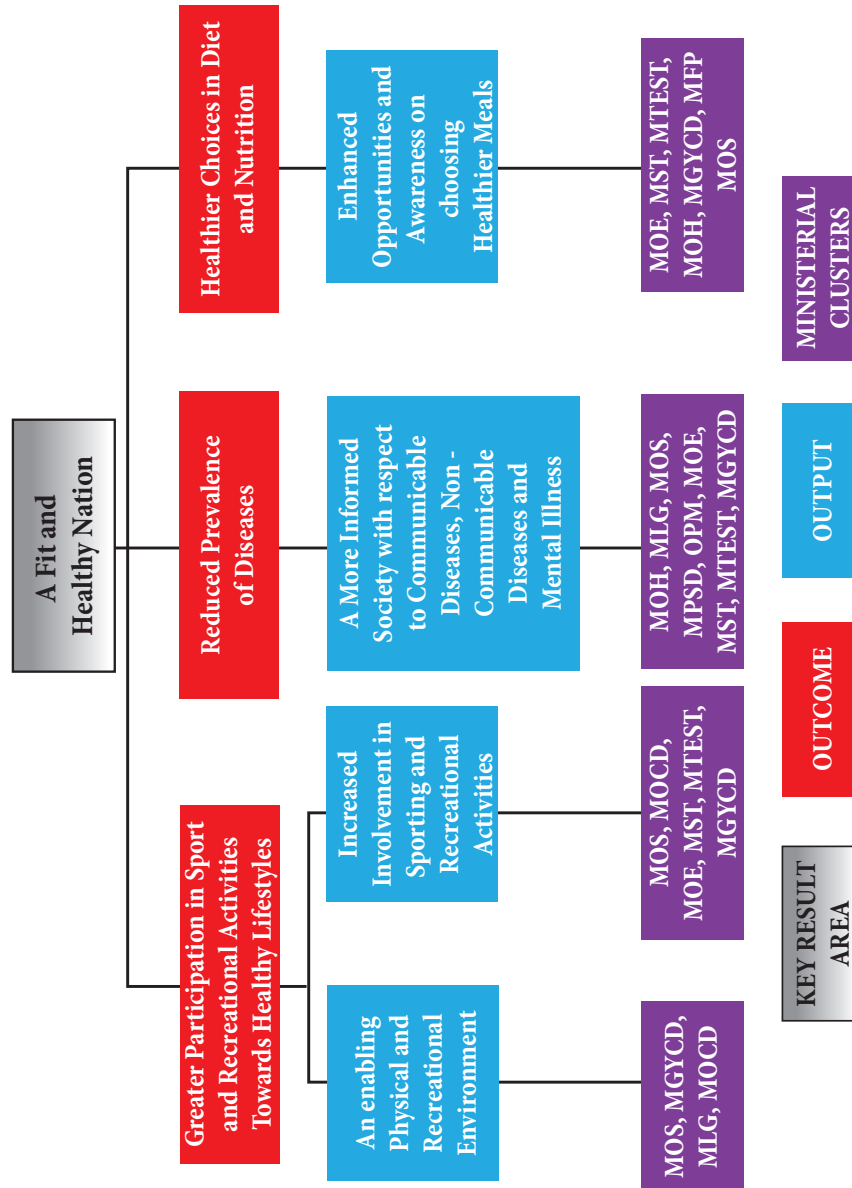 A Fit and
Healthy Nation
Greater Participation in Sport
and Recreational Activities
Towards Healthy Lifestyles
Reduced Prevalence
of Diseases
Healthier Choices in Diet
and Nutrition
An enabling
Physical and
Recreational
Environment
Increased
Involvement in
Sporting and
Recreational
Activities
A More Informed
Society with respect
to Communicable
Diseases, Non -
Communicable
Diseases and
Mental Illness
Enhanced
Opportunities and
Awareness on
choosing
Healthier Meals
MOS, MGYCD,
MLG, MOCD
MOS, MOCD,
MOE, MST, MTEST,
MGYCD
MOH, MLG, MOS,
MPSD, OPM, MOE,
MST, MTEST, MGYCD
MOE, MST, MTEST,
MOH, MGYCD, MFP
MOS
KEY RESULT
AREA
OUTCOME
OUTPUT
MINISTERIAL
CLUSTERS